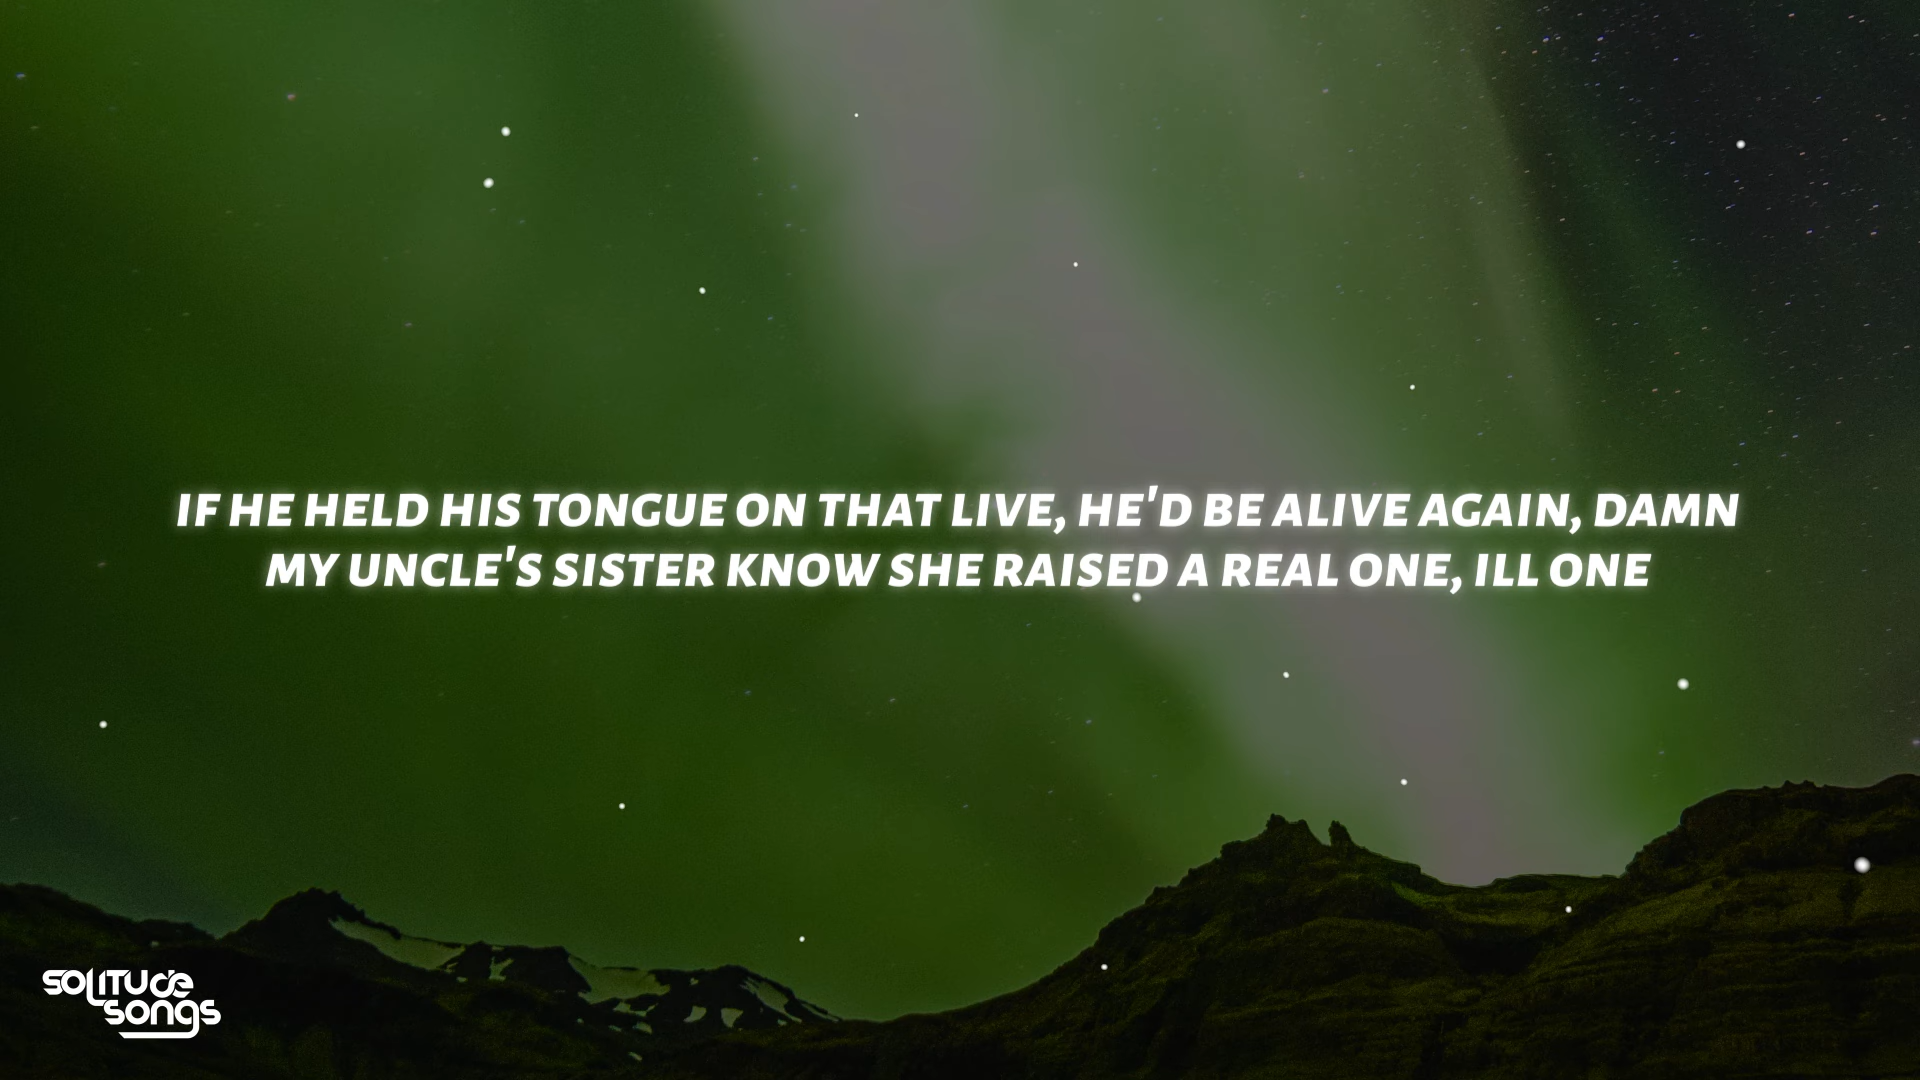 IF HE HELD HIS TONGUE ON THAT LIVE, HE'D BE ALIVE AGAIN, DAMN
MY UNCLE'S SISTER KNOW SHE RAISED A REAL ONE, ILL ONE
SOLITUDE
SONGS